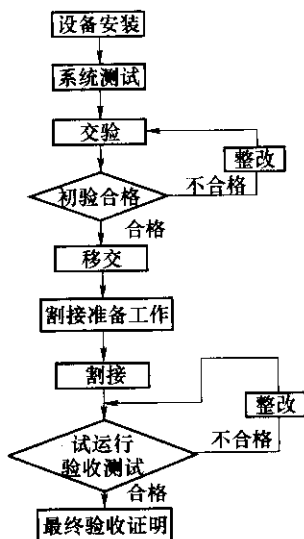 设备安装
系统测试
交验
整改
初验合格
不合格
合格
移交
割接准备工作
割接
整改
试运行
验收测试
不合格
合格
最终验收证明